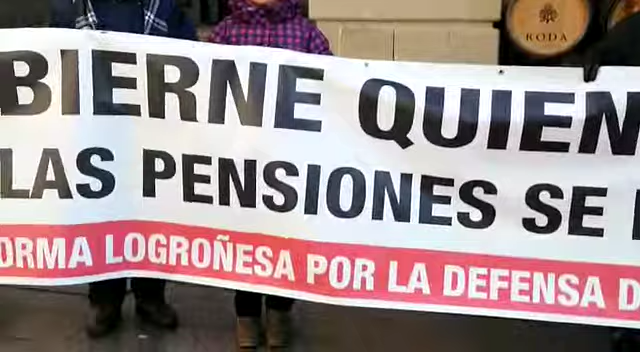 RODA
BIERNE QUIEN
LAS PENSIONES SE
ORMA LOGROÑESA POR LA DEFENSA D